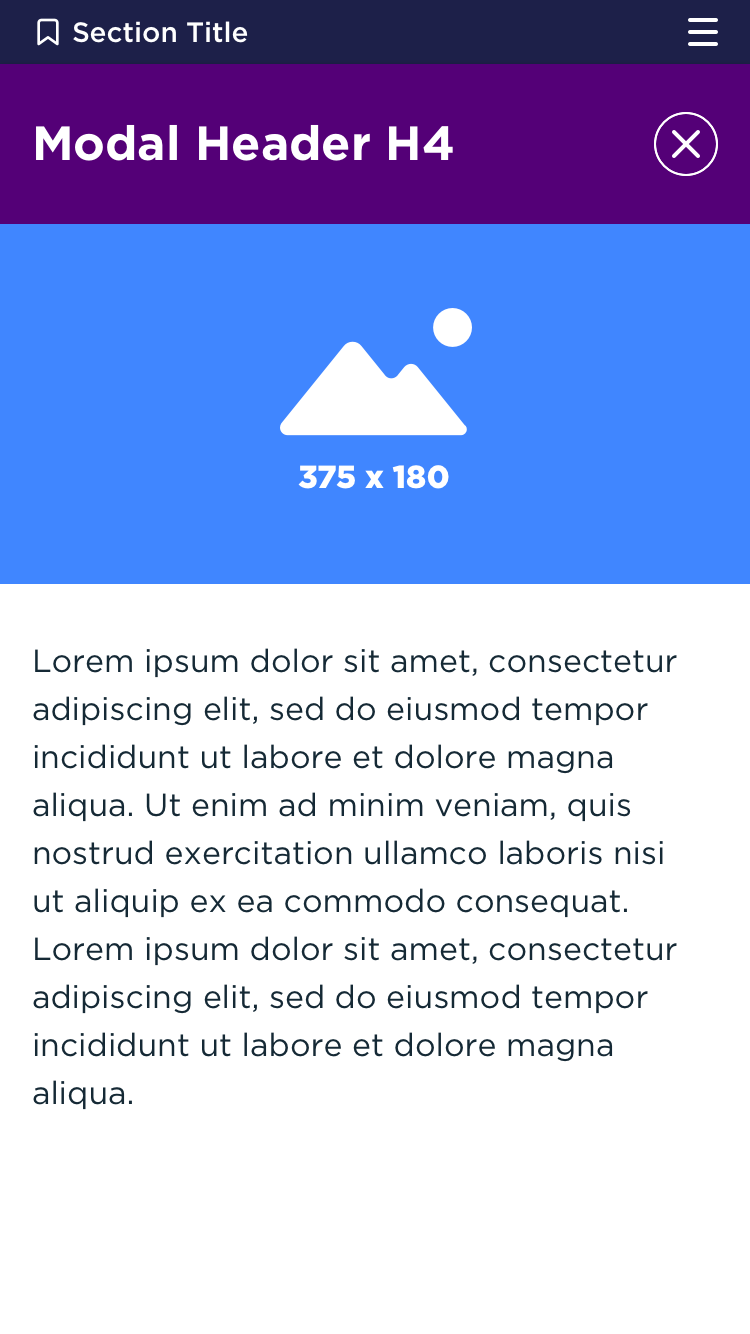 Section Title
Modal Header H4
375 x 180
Lorem ipsum dolor sit amet, consectetur
adipiscing elit, sed do eiusmod tempor
incididunt ut labore et dolore magna
aliqua. Ut enim ad minim veniam, quis
nostrud exercitation ullamco laboris nisi
ut aliquip ex ea commodo consequat.
Lorem ipsum dolor sit amet, consectetur
adipiscing elit, sed do eiusmod tempor
incididunt ut labore et dolore magna
aliqua.